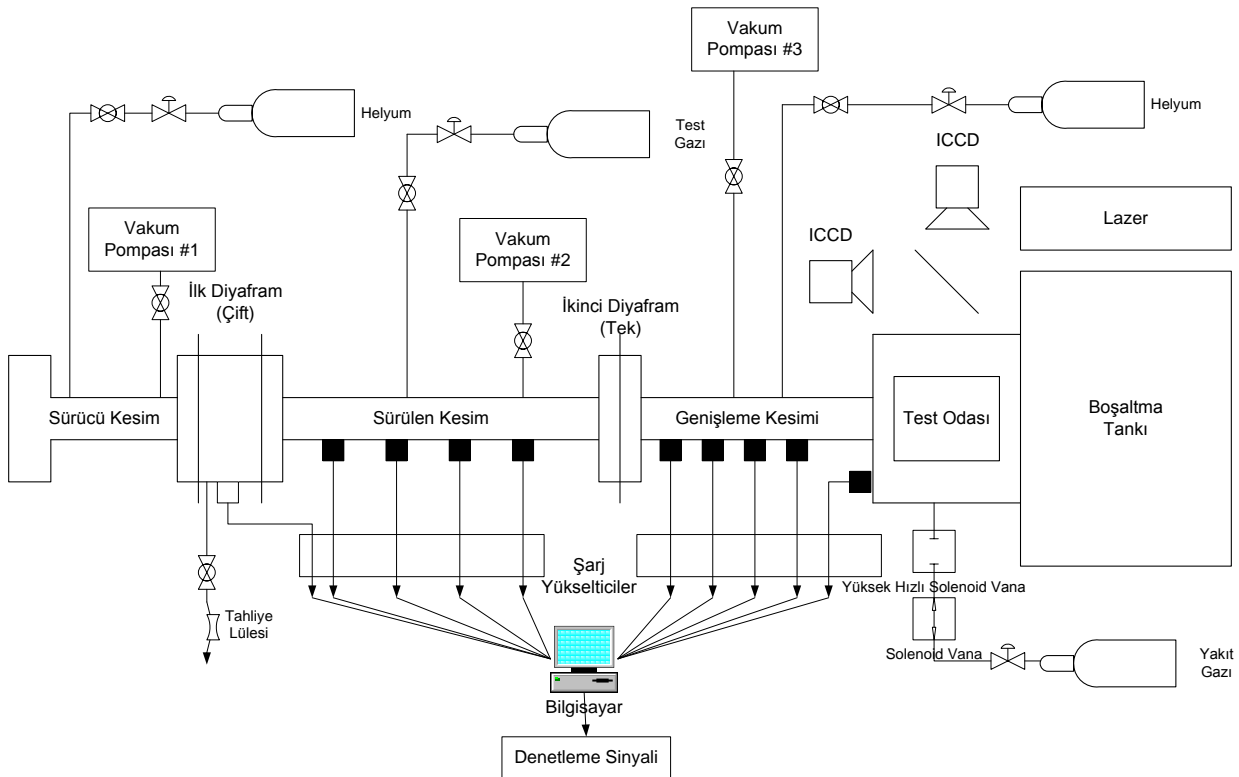 Vakum
Pompası #3
Helyum
Test
Gazı
Helyum
ICCD
Lazer
Vakum
Pompası #1
Vakum
Pompası #2
ICCD
İlk Diyafram
(Çift)
İkinci Diyafram
(Tek)
Sürücü Kesim
Sürülen Kesim
Genişleme Kesimi
Test Odası
Boşaltma
Tankı
Şarj
Yükselticiler
Yüksek Hızlı Solenoid Vana
Tahliye
Lülesi
Solenoid Vana
Yakıt
Gazı
Bilgisayar
Denetleme Sinyali